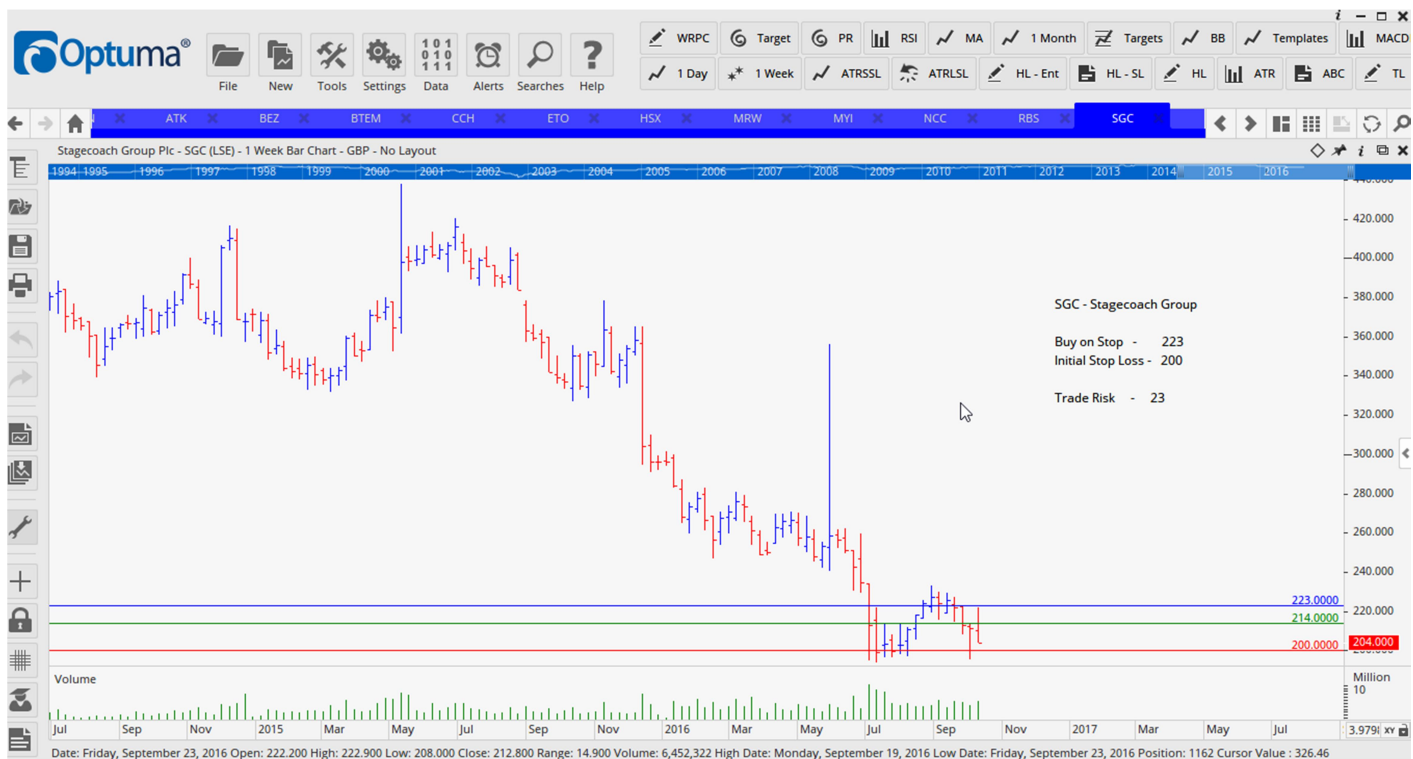 i
Optuma®
File New Tools Settings Data Alerts Searches Help
WRPC Target PR RSI MA 1 Month Targets BB Templates MACD
1 Day 1 Week ATRSSL ATRLSL HL - Ent HL - SL HL ATR ABC TL
ATK BEZ BTEM CCH ETO HSX MRW MYI NCC RBS SGC
Stagecoach Group Plc - SGC (LSE) - 1 Week Bar Chart - GBP - No Layout
1994 1995 1996 1997 1998 1999 2000 2001 2002 2003 2004 2005 2006 2007 2008 2009 2010 2011 2012 2013 2014 2015 2016
420.000
400.000
380.000
SGC - Stagecoach Group
360.000
Buy on Stop - 223
Initial Stop Loss - 200
340.000
Trade Risk - 23
320.000
300.000
280.000
260.000
240.000
223.0000
220.000
214.0000
200.0000 204.000
Volume
Million
10
Jul Sep Nov 2015 Mar May Jul Sep Nov 2016 Mar May Jul Sep Nov 2017 Mar May Jul XY
Date: Friday, September 23, 2016 Open: 222.200 High: 222.900 Low: 208.000 Close: 212.800 Range: 14.900 Volume: 6,452,322 High Date: Monday, September 19, 2016 Low Date: Friday, September 23, 2016 Position: 1162 Cursor Value : 326.46